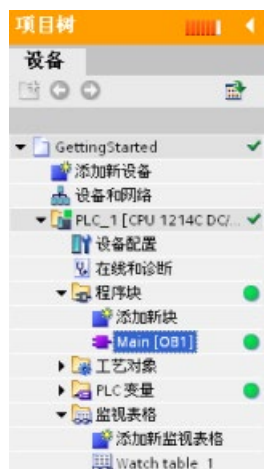 项目树
设备
GettingStarted
添加新设备
设备和网络
PLC_1 [CPU 1214C DC/...
设备配置
在线和诊断
程序块
添加新块
Main [OB1]
工艺对象
PLC 变量
监视表格
添加新监视表格
Watch table_1